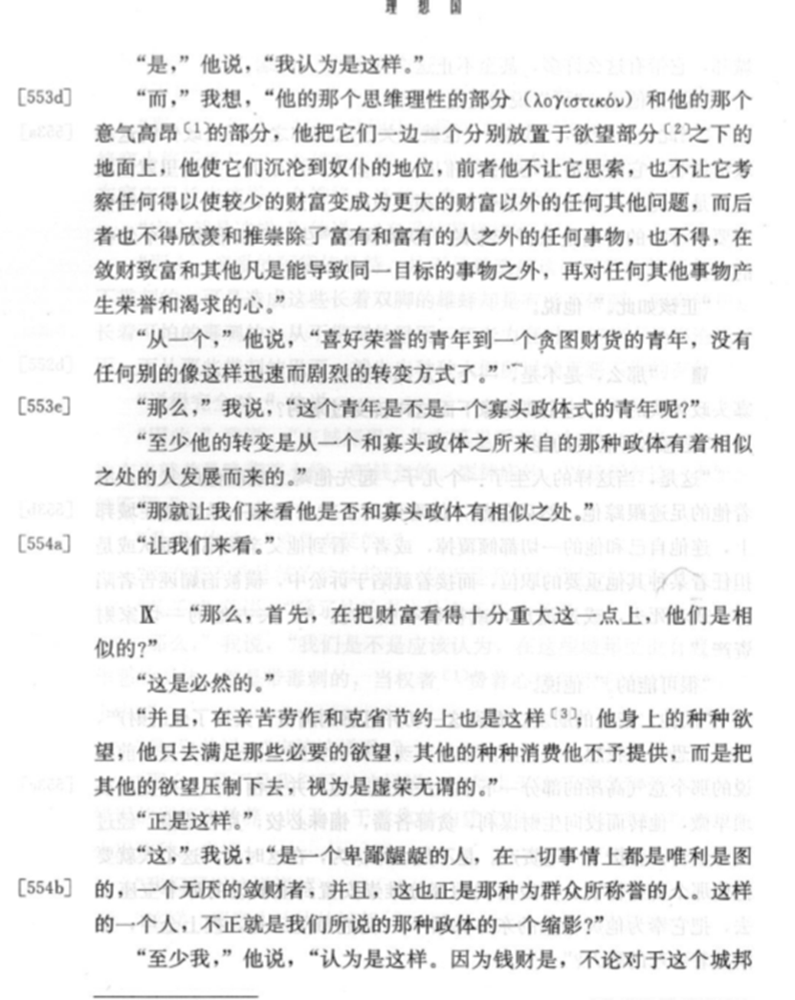 理 想 国
“是，”他说，“我认为是这样。”
[553d] “而，”我想，“他的那个思维理性的部分（λογιστικόν）和他的那个
意气高昂〔1〕的部分，他把它们一边一个分别放置于欲望部分〔2〕之下的
地面上，他使它们沉沦到奴仆的地位，前者他不让它思索，也不让它考
察任何得以使较少的财富变成为更大的财富以外的任何其他问题，而后
者也不得欣羡和推崇除了富有和富有的人之外的任何事物，也不得，在
敛财致富和其他凡是能导致同一目标的事物之外，再对任何其他事物产
生荣誉和渴求的心。”
“从一个，”他说，“喜好荣誉的青年到一个贪图财货的青年，没有
任何别的像这样迅速而剧烈的转变方式了。”
[553e] “那么，”我说，“这个青年是不是一个寡头政体式的青年呢？”
“至少他的转变是从一个和寡头政体之所来自的那种政体有着相似
之处的人发展而来的。”
“那就让我们来看他是否和寡头政体有相似之处。”
[554a] “让我们来看。”
Ⅸ “那么，首先，在把财富看得十分重大这一点上，他们是相
似的？”
“这是必然的。”
“并且，在辛苦劳作和克省节约上也是这样〔3〕，他身上的种种欲
望，他只去满足那些必要的欲望，其他的种种消费他不予提供，而是把
其他的欲望压制下去，视为是虚荣无谓的。”
“正是这样。”
“这，”我说，“是一个卑鄙龌龊的人，在一切事情上都是唯利是图
[554b] 的，一个无厌的敛财者，并且，这也正是那种为群众所称誉的人。这样
的一个人，不正就是我们所说的那种政体的一个缩影？”
“至少我，”他说，“认为是这样。因为钱财是，不论对于这个城邦